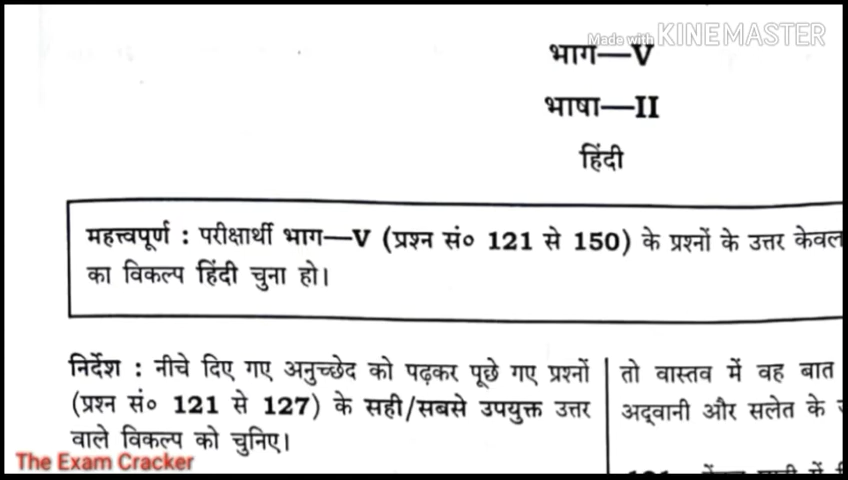 Made with KINEMASTER
भाग—V
भाषा—II
हिंदी
महत्त्वपूर्ण : परीक्षार्थी भाग—V (प्रश्न सं० 121 से 150) के प्रश्नों के उत्तर केवल
का विकल्प हिंदी चुना हो।
निर्देश : नीचे दिए गए अनुच्छेद को पढ़कर पूछे गए प्रश्नों
(प्रश्न सं० 121 से 127) के सही/सबसे उपयुक्त उत्तर
वाले विकल्प को चुनिए।
तो वास्तव में वह बात
अद्‌वानी और सलेत के
The Exam Cracker